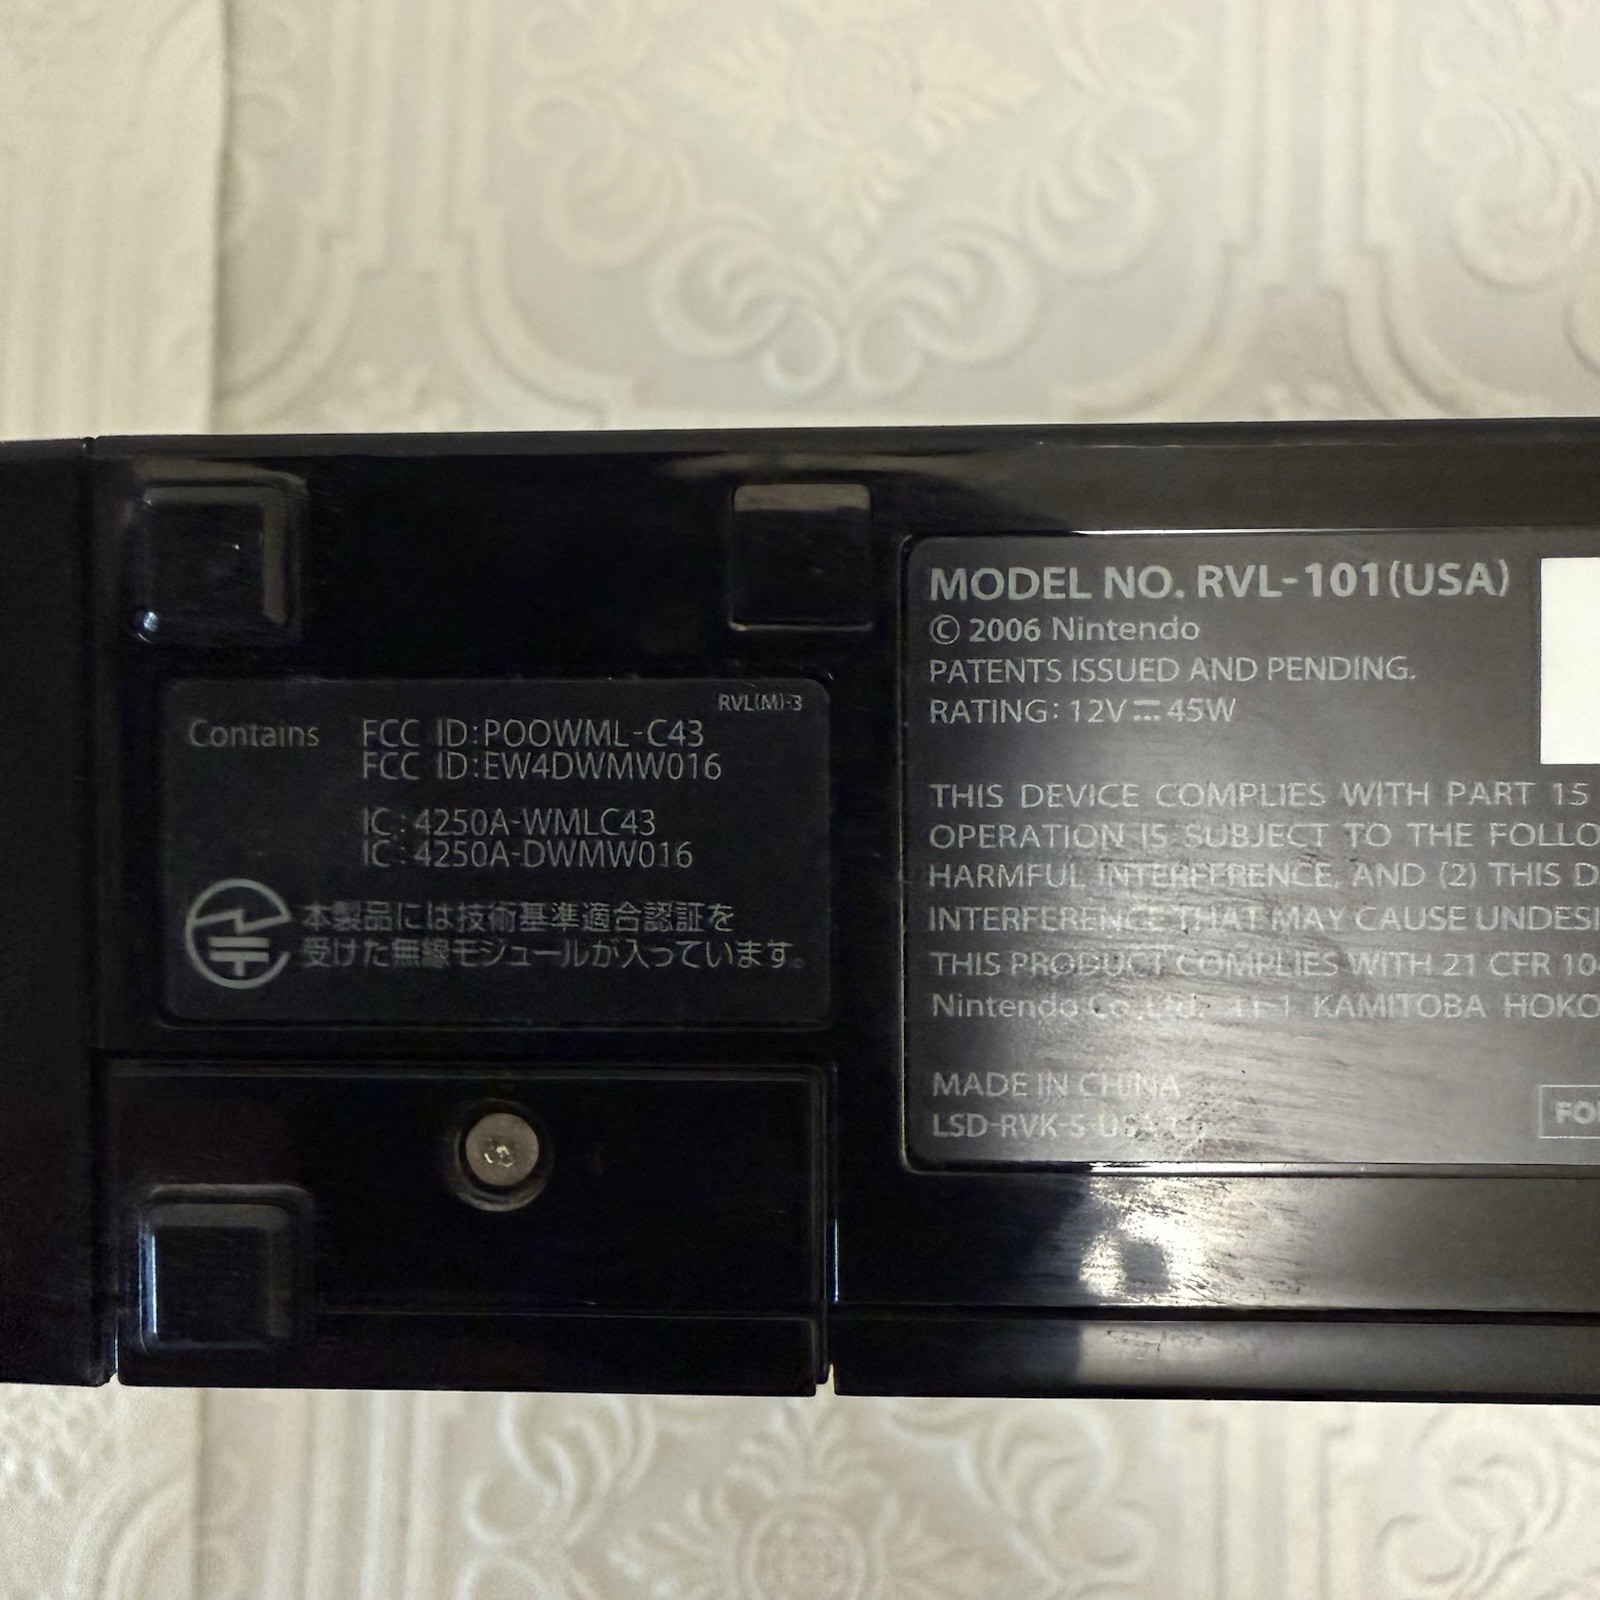 RVL(M)-3
Contains FCC ID:POOWML-C43
FCC ID:EW4DWMW016
IC:4250A-WMLC43
IC:4250A-DWMW016
本製品には技術基準適合認証を
受けた無線モジュールが入っています。
MODEL NO. RVL-101(USA)
© 2006 Nintendo
PATENTS ISSUED AND PENDING.
RATING: 12V⎓45W
THIS DEVICE COMPLIES WITH PART 15
OPERATION IS SUBJECT TO THE FOLLO
HARMFUL INTERFERENCE, AND (2) THIS D
INTERFERENCE THAT MAY CAUSE UNDESI
THIS PRODUCT COMPLIES WITH 21 CFR 10
Nintendo Co.,Ltd. 11-1 KAMITOBA HOKO
MADE IN CHINA
FO